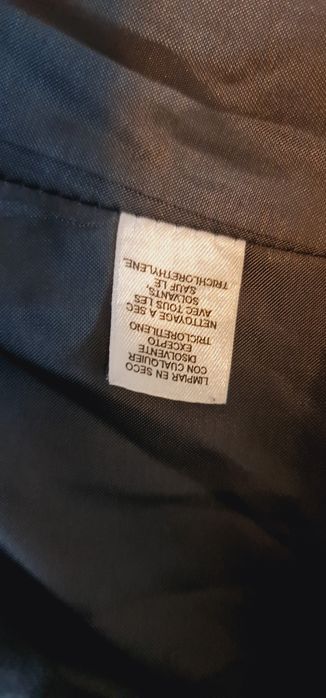 LIMPIAR EN SECO
CON CUALQUIER
DISOLVENTE
EXCEPTO
TRICLORETILENO
NETTOYAGE A SEC
AVEC TOUS LES
SOLVANTS,
SAUF LE
TRICHLORETHYLENE.